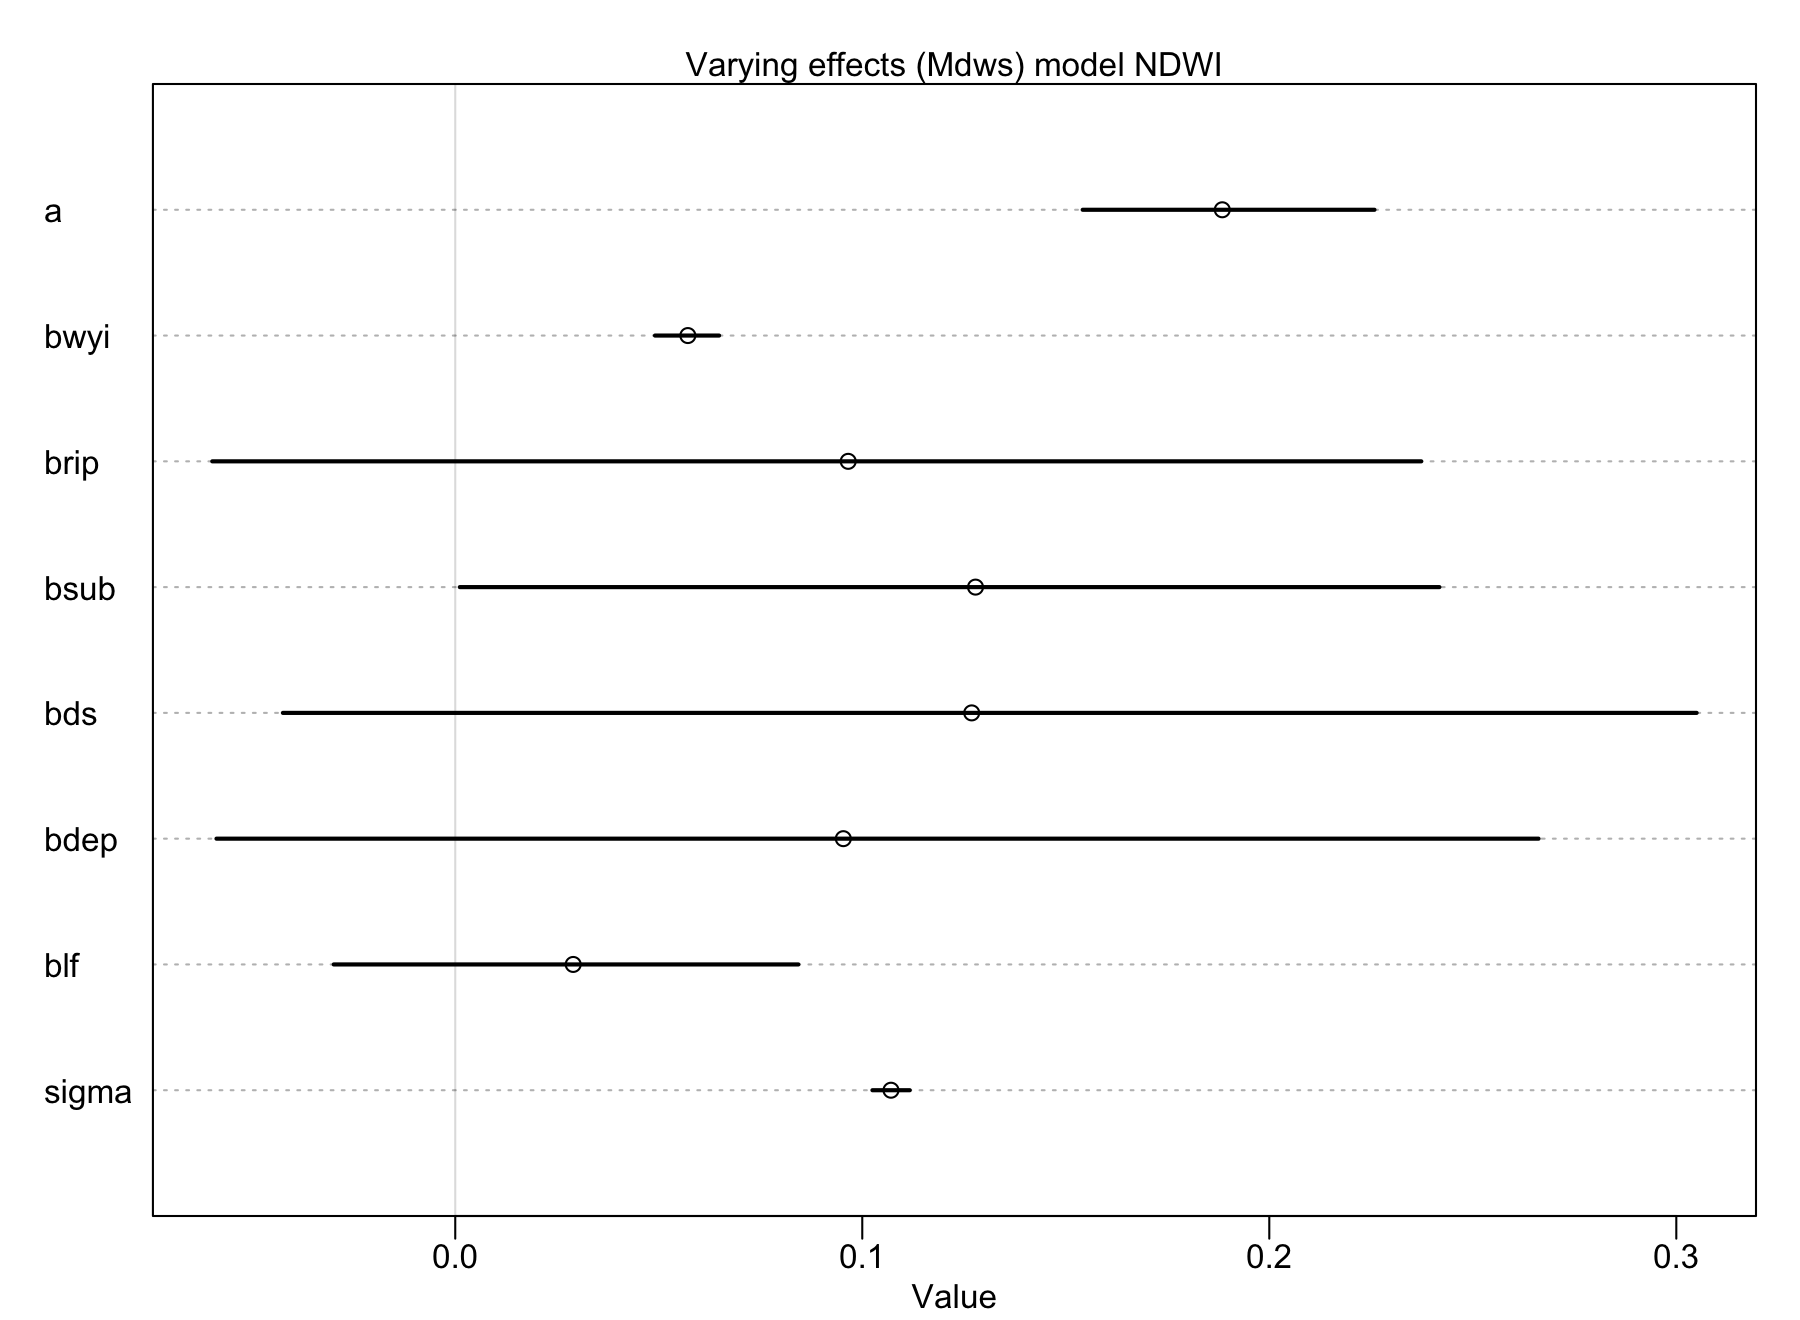 Varying effects (Mdws) model NDWI
a
bwyi
brip
bsub
bds
bdep
blf
sigma
0.0 0.1 0.2 0.3
Value